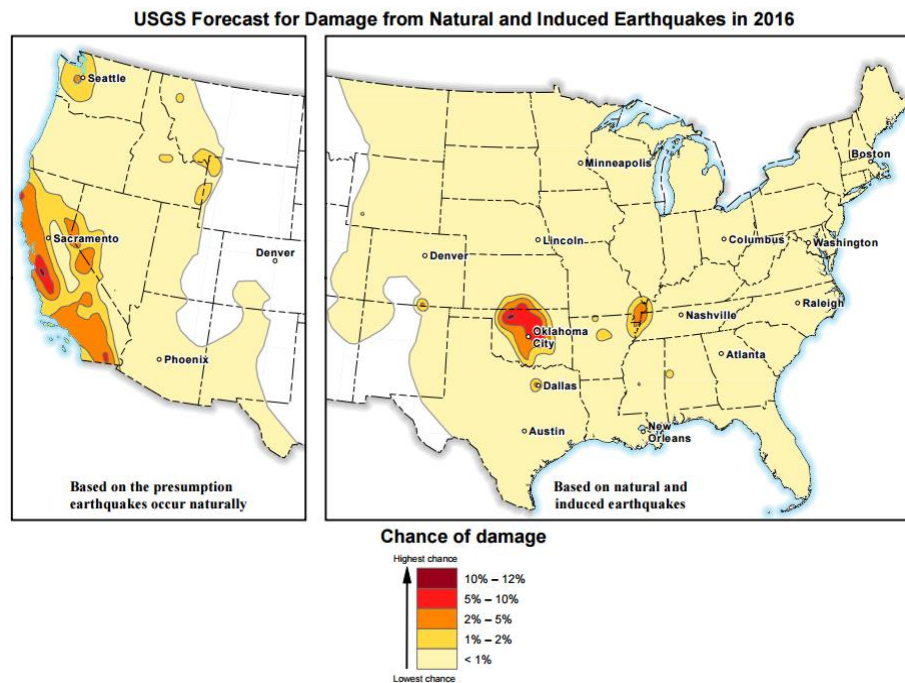 USGS Forecast for Damage from Natural and Induced Earthquakes in 2016
Seattle
Sacramento
Denver
Phoenix
Based on the presumption
earthquakes occur naturally
Minneapolis
Boston
Lincoln
Columbus
Washington
Denver
Raleigh
Nashville
Oklahoma
City
Atlanta
Dallas
Austin
New
Orleans
Based on natural and
induced earthquakes
Chance of damage
Highest chance
10% – 12%
5% – 10%
2% – 5%
1% – 2%
< 1%
Lowest chance